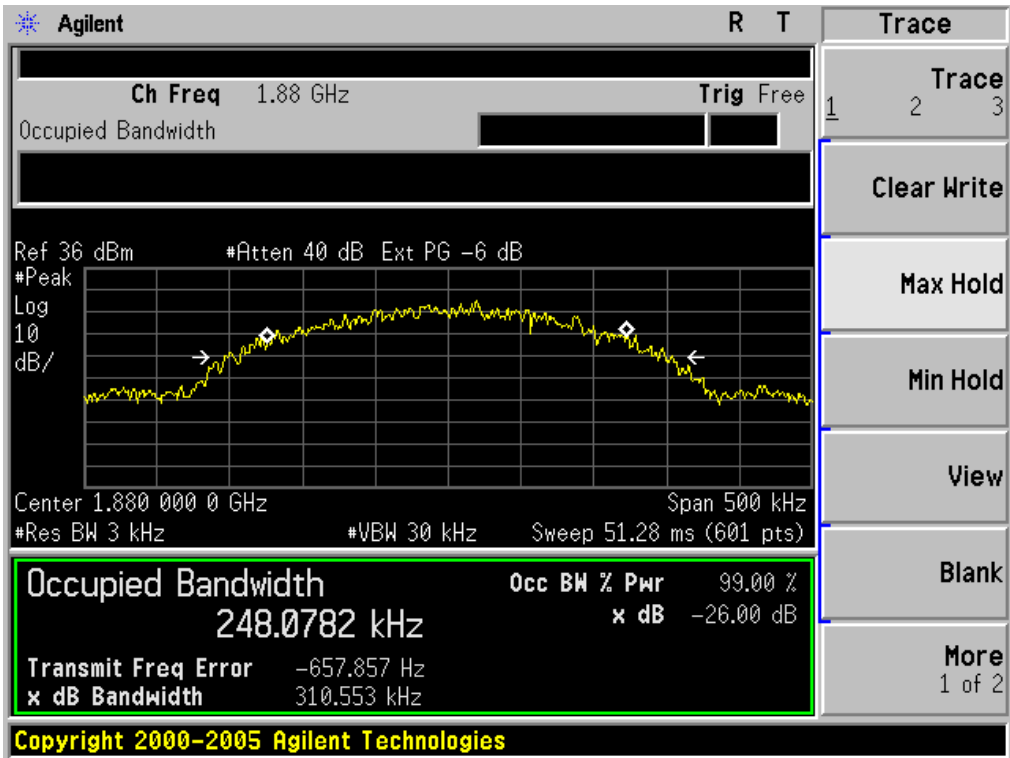 Agilent R T Trace
Ch Freq 1.88 GHz Trig Free
Occupied Bandwidth
Trace
1 2 3
Clear Write
Max Hold
Min Hold
View
Blank
More
1 of 2
Ref 36 dBm #Atten 40 dB Ext PG -6 dB
#Peak
Log
10
dB/
Center 1.880 000 0 GHz Span 500 kHz
#Res BW 3 kHz #VBW 30 kHz Sweep 51.28 ms (601 pts)
Occupied Bandwidth Occ BW % Pwr 99.00 %
248.0782 kHz x dB -26.00 dB
Transmit Freq Error -657.857 Hz
x dB Bandwidth 310.553 kHz
Copyright 2000-2005 Agilent Technologies